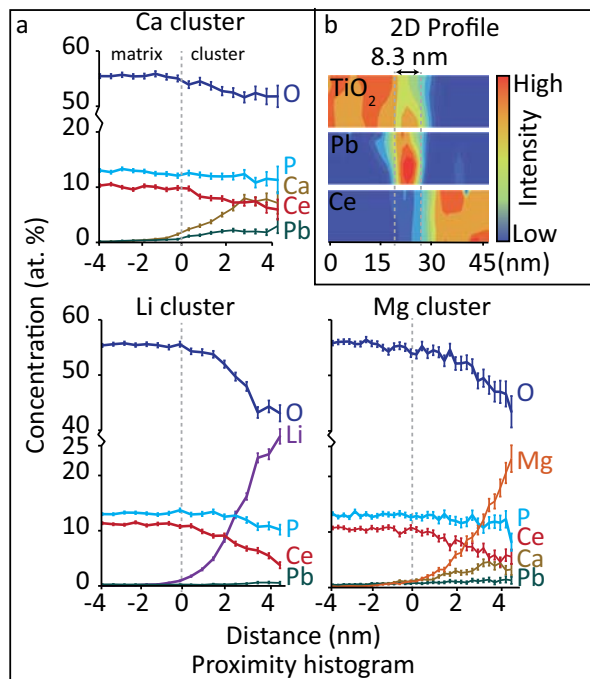 a
Ca cluster
matrix
cluster
60
50
20
10
0
-4 -2 0 2 4
O
P
Ca
Ce
Pb
b
2D Profile
8.3 nm
TiO2
Pb
Ce
High
Intensity
Low
0 15 30 45
(nm)
Concentration (at. %)
Li cluster
60
50
40
25
20
10
0
-4 -2 0 2 4
O
Li
P
Ce
Pb
Mg cluster
-4 -2 0 2 4
O
Mg
P
Ce
Ca
Pb
Distance (nm)
Proximity histogram